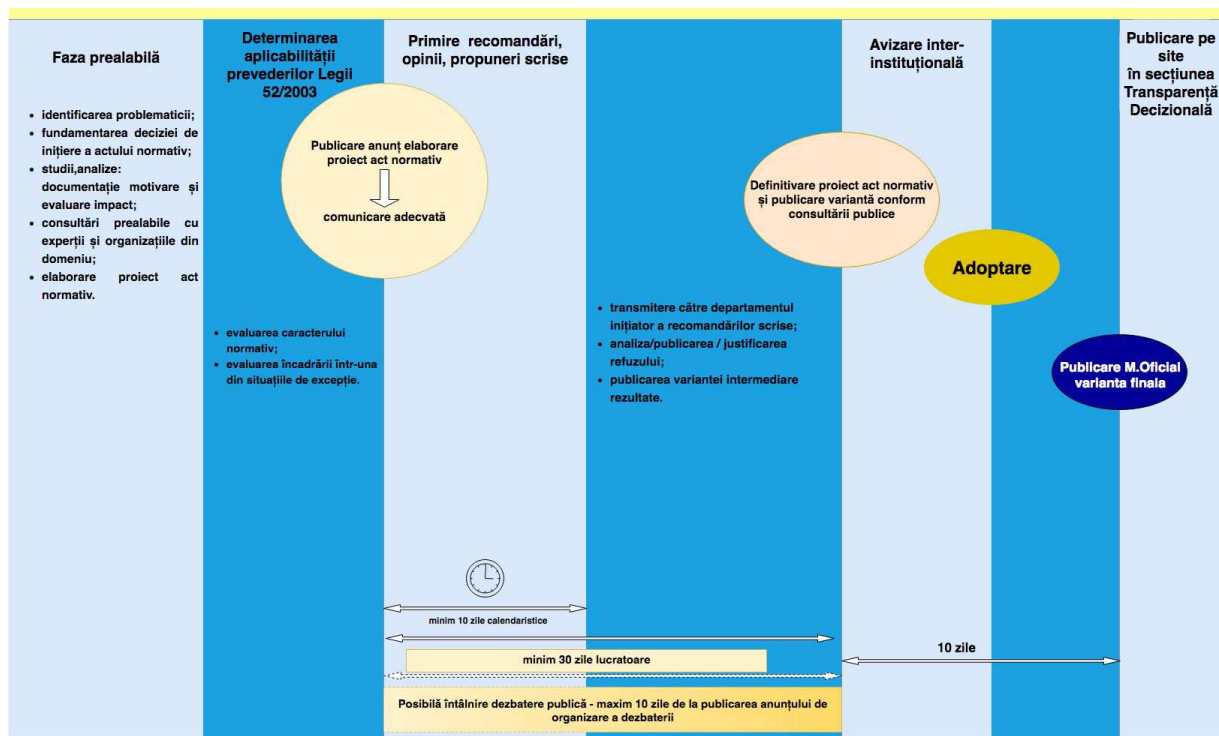 Faza prealabilă
• identificarea problematicii;
• fundamentarea deciziei de
inițiere a actului normativ;
• studii,analize:
documentație motivare și
evaluare impact;
• consultări prealabile cu
experții și organizațiile din
domeniu;
• elaborare proiect act
normativ.
Determinarea
aplicabilității
prevederilor Legii
52/2003
• evaluarea caracterului
normativ;
• evaluarea încadrării într-una
din situațiile de excepție.
Primire recomandări,
opinii, propuneri scrise
Publicare anunț elaborare
proiect act normativ
comunicare adecvată
• transmitere către departamentul
inițiator a recomandărilor scrise;
• analiza/publicarea / justificarea
refuzului;
• publicarea variantei intermediare
rezultate.
Avizare inter-
instituțională
Definitivare proiect act normativ
și publicare variantă conform
consultării publice
Adoptare
Publicare M.Oficial
varianta finala
Publicare pe
site
în secțiunea
Transparență
Decizională
minim 10 zile calendaristice
minim 30 zile lucratoare
10 zile
Posibilă întâlnire dezbatere publică - maxim 10 zile de la publicarea anunțului de
organizare a dezbaterii